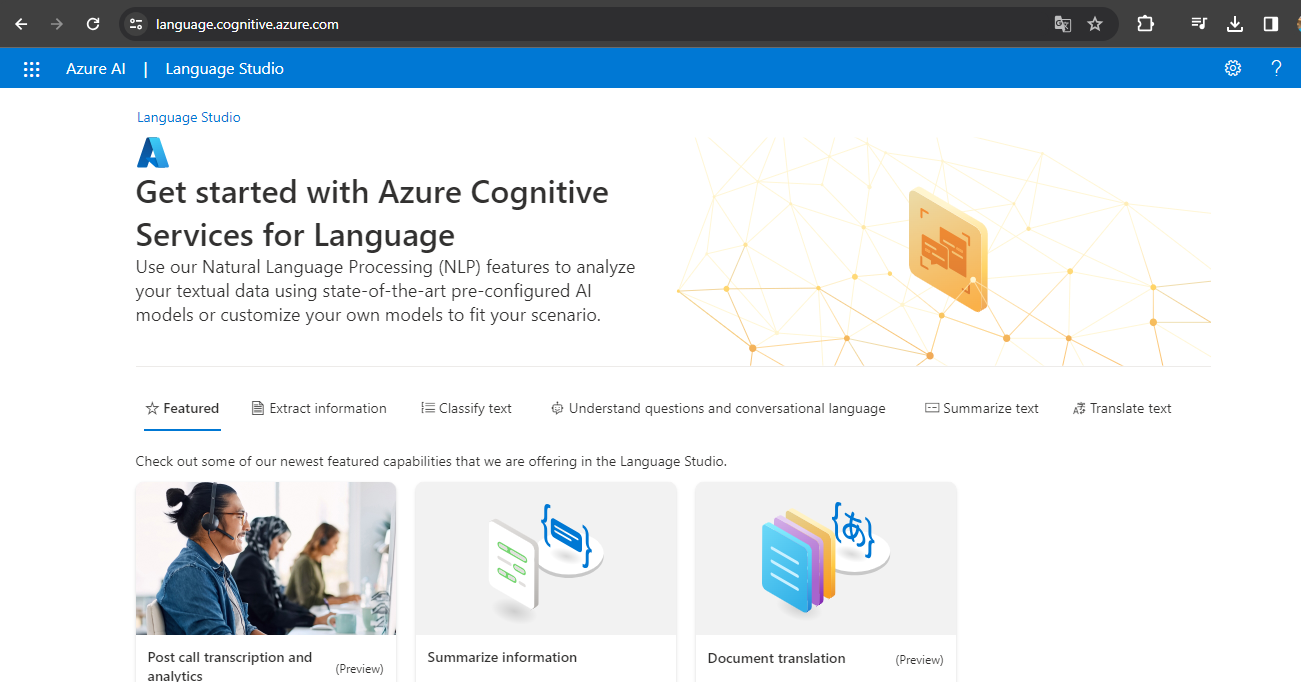 language.cognitive.azure.com
Azure AI | Language Studio
?
Language Studio
Get started with Azure Cognitive
Services for Language
Use our Natural Language Processing (NLP) features to analyze
your textual data using state-of-the-art pre-configured AI
models or customize your own models to fit your scenario.
Featured Extract information Classify text Understand questions and conversational language Summarize text Translate text
Check out some of our newest featured capabilities that we are offering in the Language Studio.
{あ}
Post call transcription and
analytics (Preview)
Summarize information
Document translation (Preview)